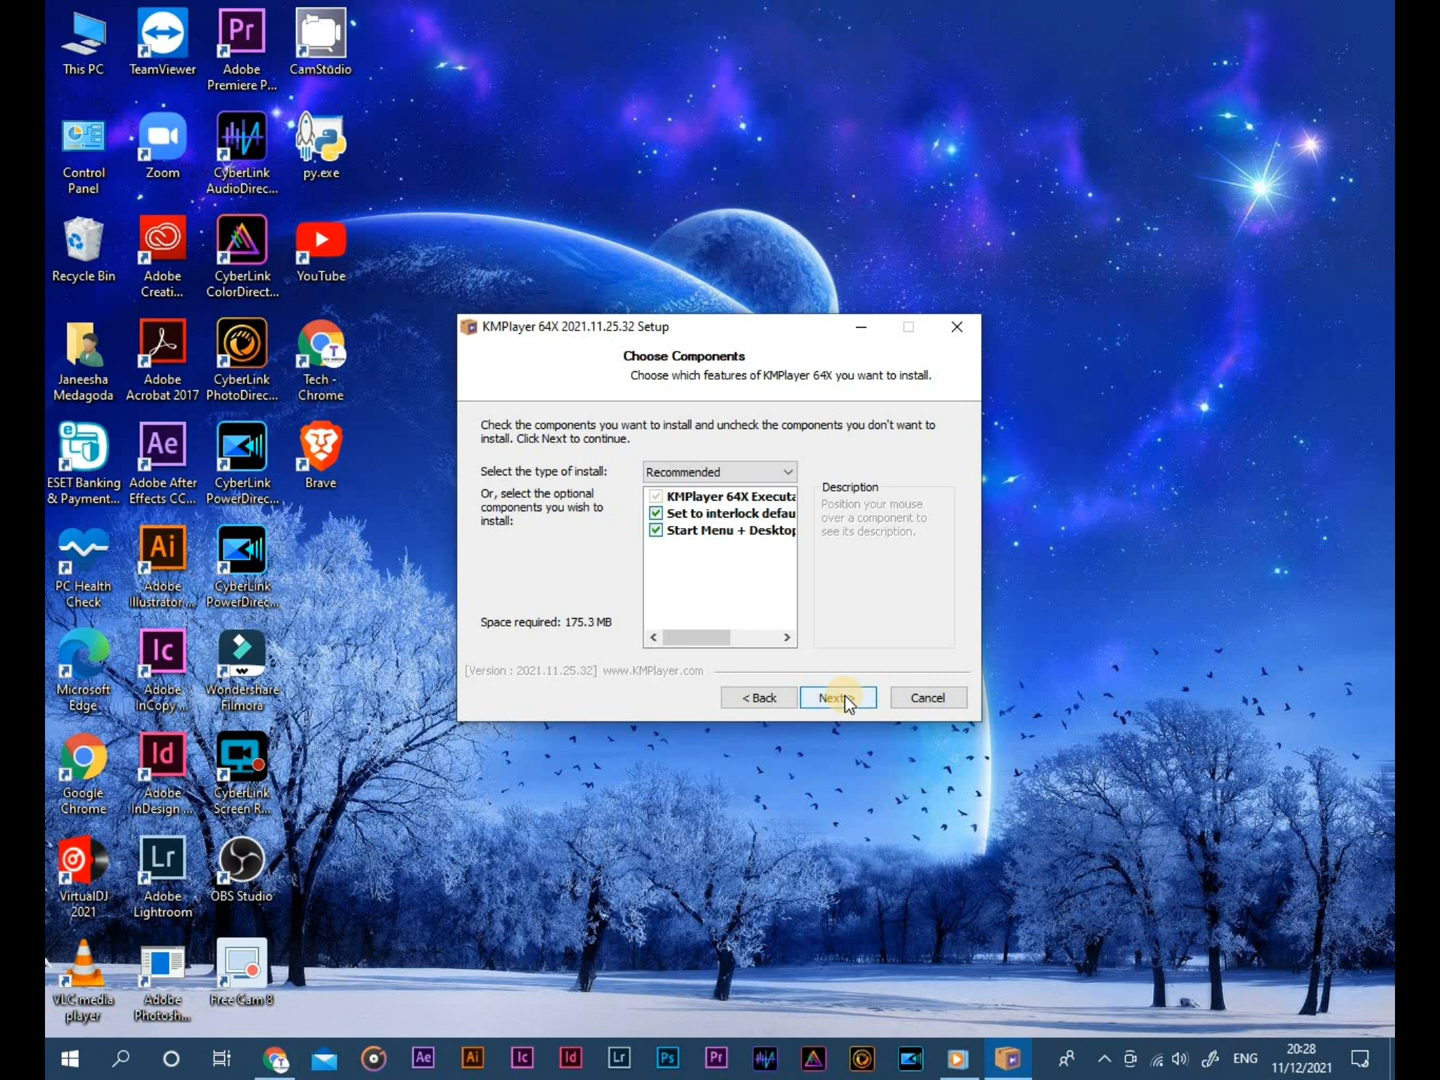 This PC
TeamViewer
Adobe
Premiere P...
CamStudio
Control
Panel
Zoom
CyberLink
AudioDirec...
py.exe
Recycle Bin
Adobe
Creati...
CyberLink
ColorDirect...
YouTube
Janeesha
Medagoda
Adobe
Acrobat 2017
CyberLink
PhotoDirec...
Tech -
Chrome
ESET Banking
& Payment...
Adobe After
Effects CC...
CyberLink
PowerDirec...
Brave
PC Health
Check
Adobe
Illustrator...
CyberLink
PowerDirec...
Microsoft
Edge
Adobe
InCopy...
Wondershare
Filmora
Google
Chrome
Adobe
InDesign ...
CyberLink
Screen R...
VirtualDJ
2021
Adobe
Lightroom
OBS Studio
VLC media
player
Adobe
Photosh...
Free Cam 8
KMPlayer 64X 2021.11.25.32 Setup
Choose Components
Choose which features of KMPlayer 64X you want to install.
Check the components you want to install and uncheck the components you don't want to
install. Click Next to continue.
Select the type of install:
Recommended
Or, select the optional
components you wish to
install:
KMPlayer 64X Executa
Set to interlock defau
Start Menu + Desktop
Description
Position your mouse
over a component to
see its description.
Space required: 175.3 MB
[Version : 2021.11.25.32] www.KMPlayer.com
< Back
Next >
Cancel
Ae
Ai
Ic
Id
Lr
Ps
Pr
ENG
20:28
11/12/2021